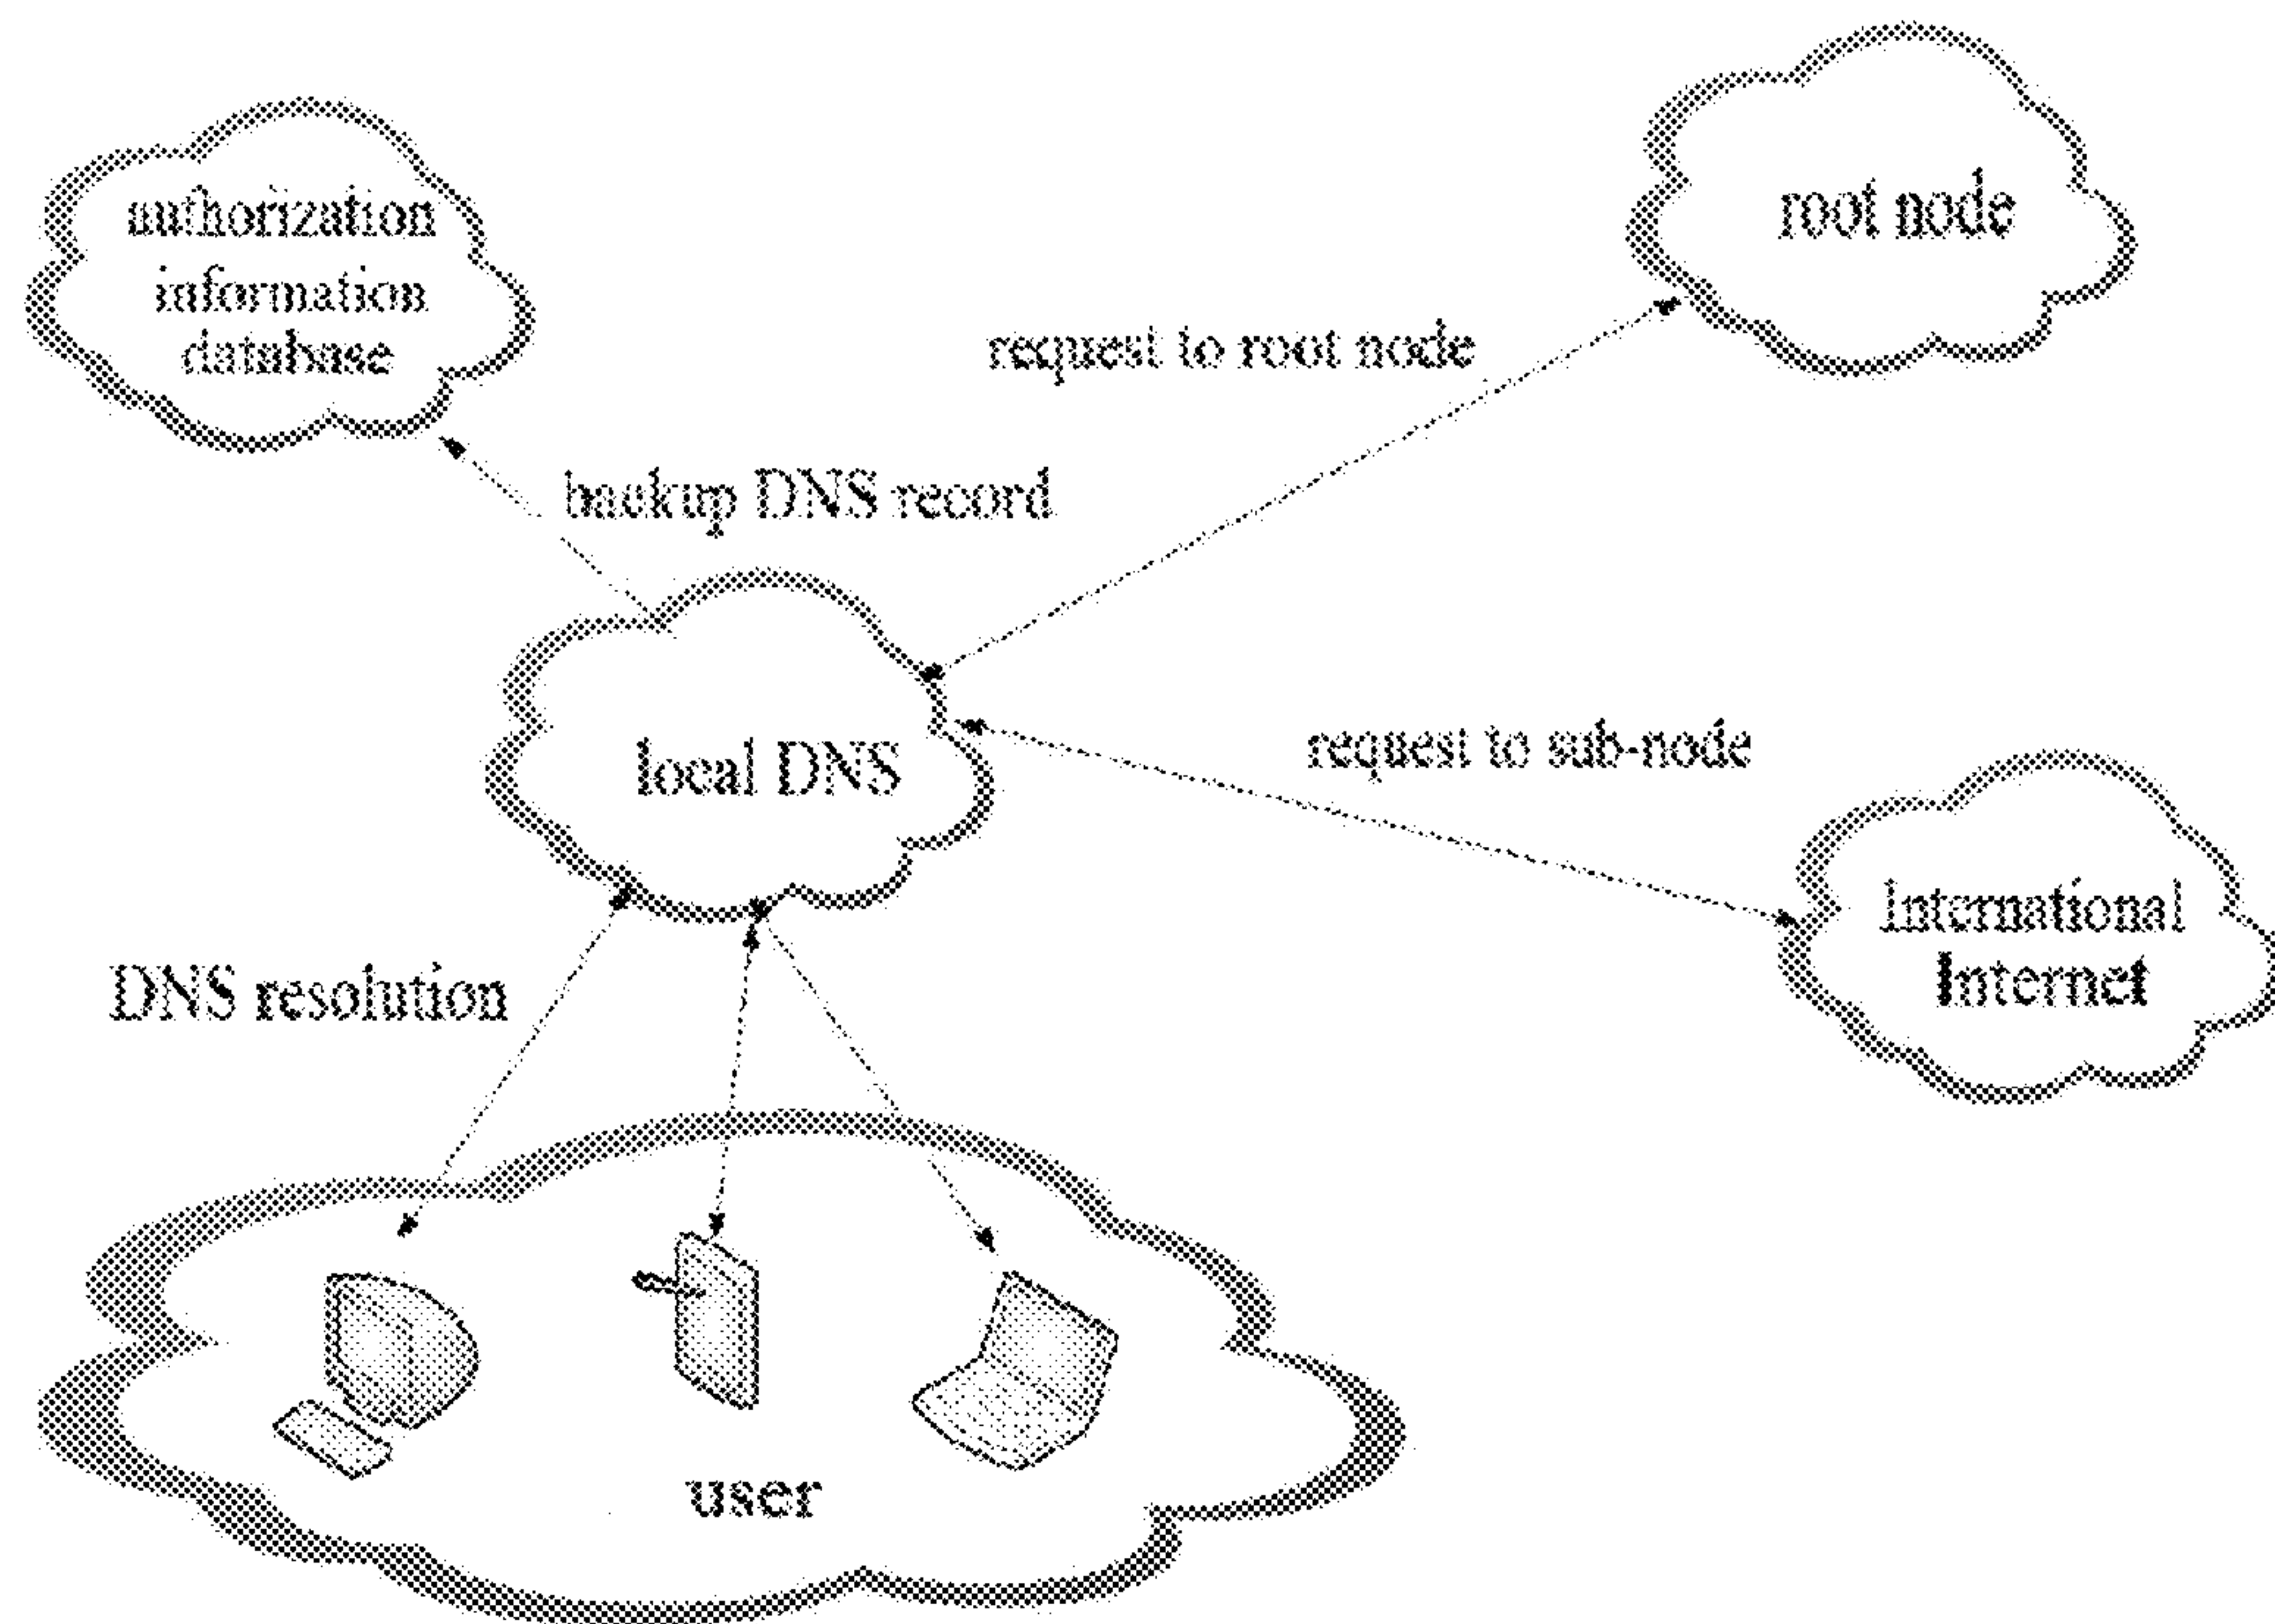 authorization
information
database
root node
request to root node
backup DNS record
local DNS
request to sub-node
International
Internet
DNS resolution
user